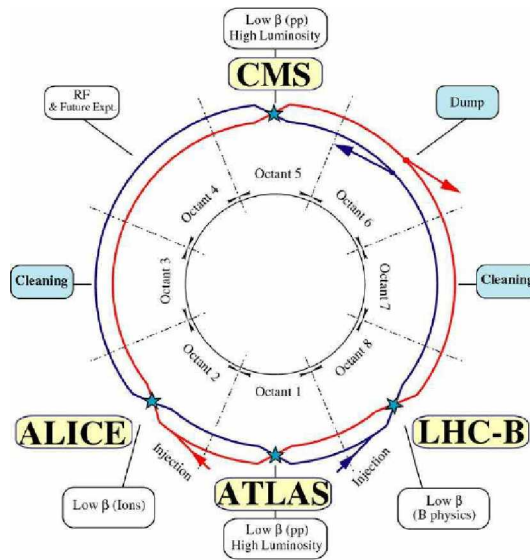 Low β (pp)
High Luminosity
CMS
RF
& Future Expt.
Dump
Octant 5
Octant 4
Octant 6
Octant 3
Octant 7
Cleaning
Cleaning
Octant 2
Octant 8
Octant 1
ALICE
LHC-B
Injection
Injection
ATLAS
Low β (Ions)
Low β
(B physics)
Low β (pp)
High Luminosity